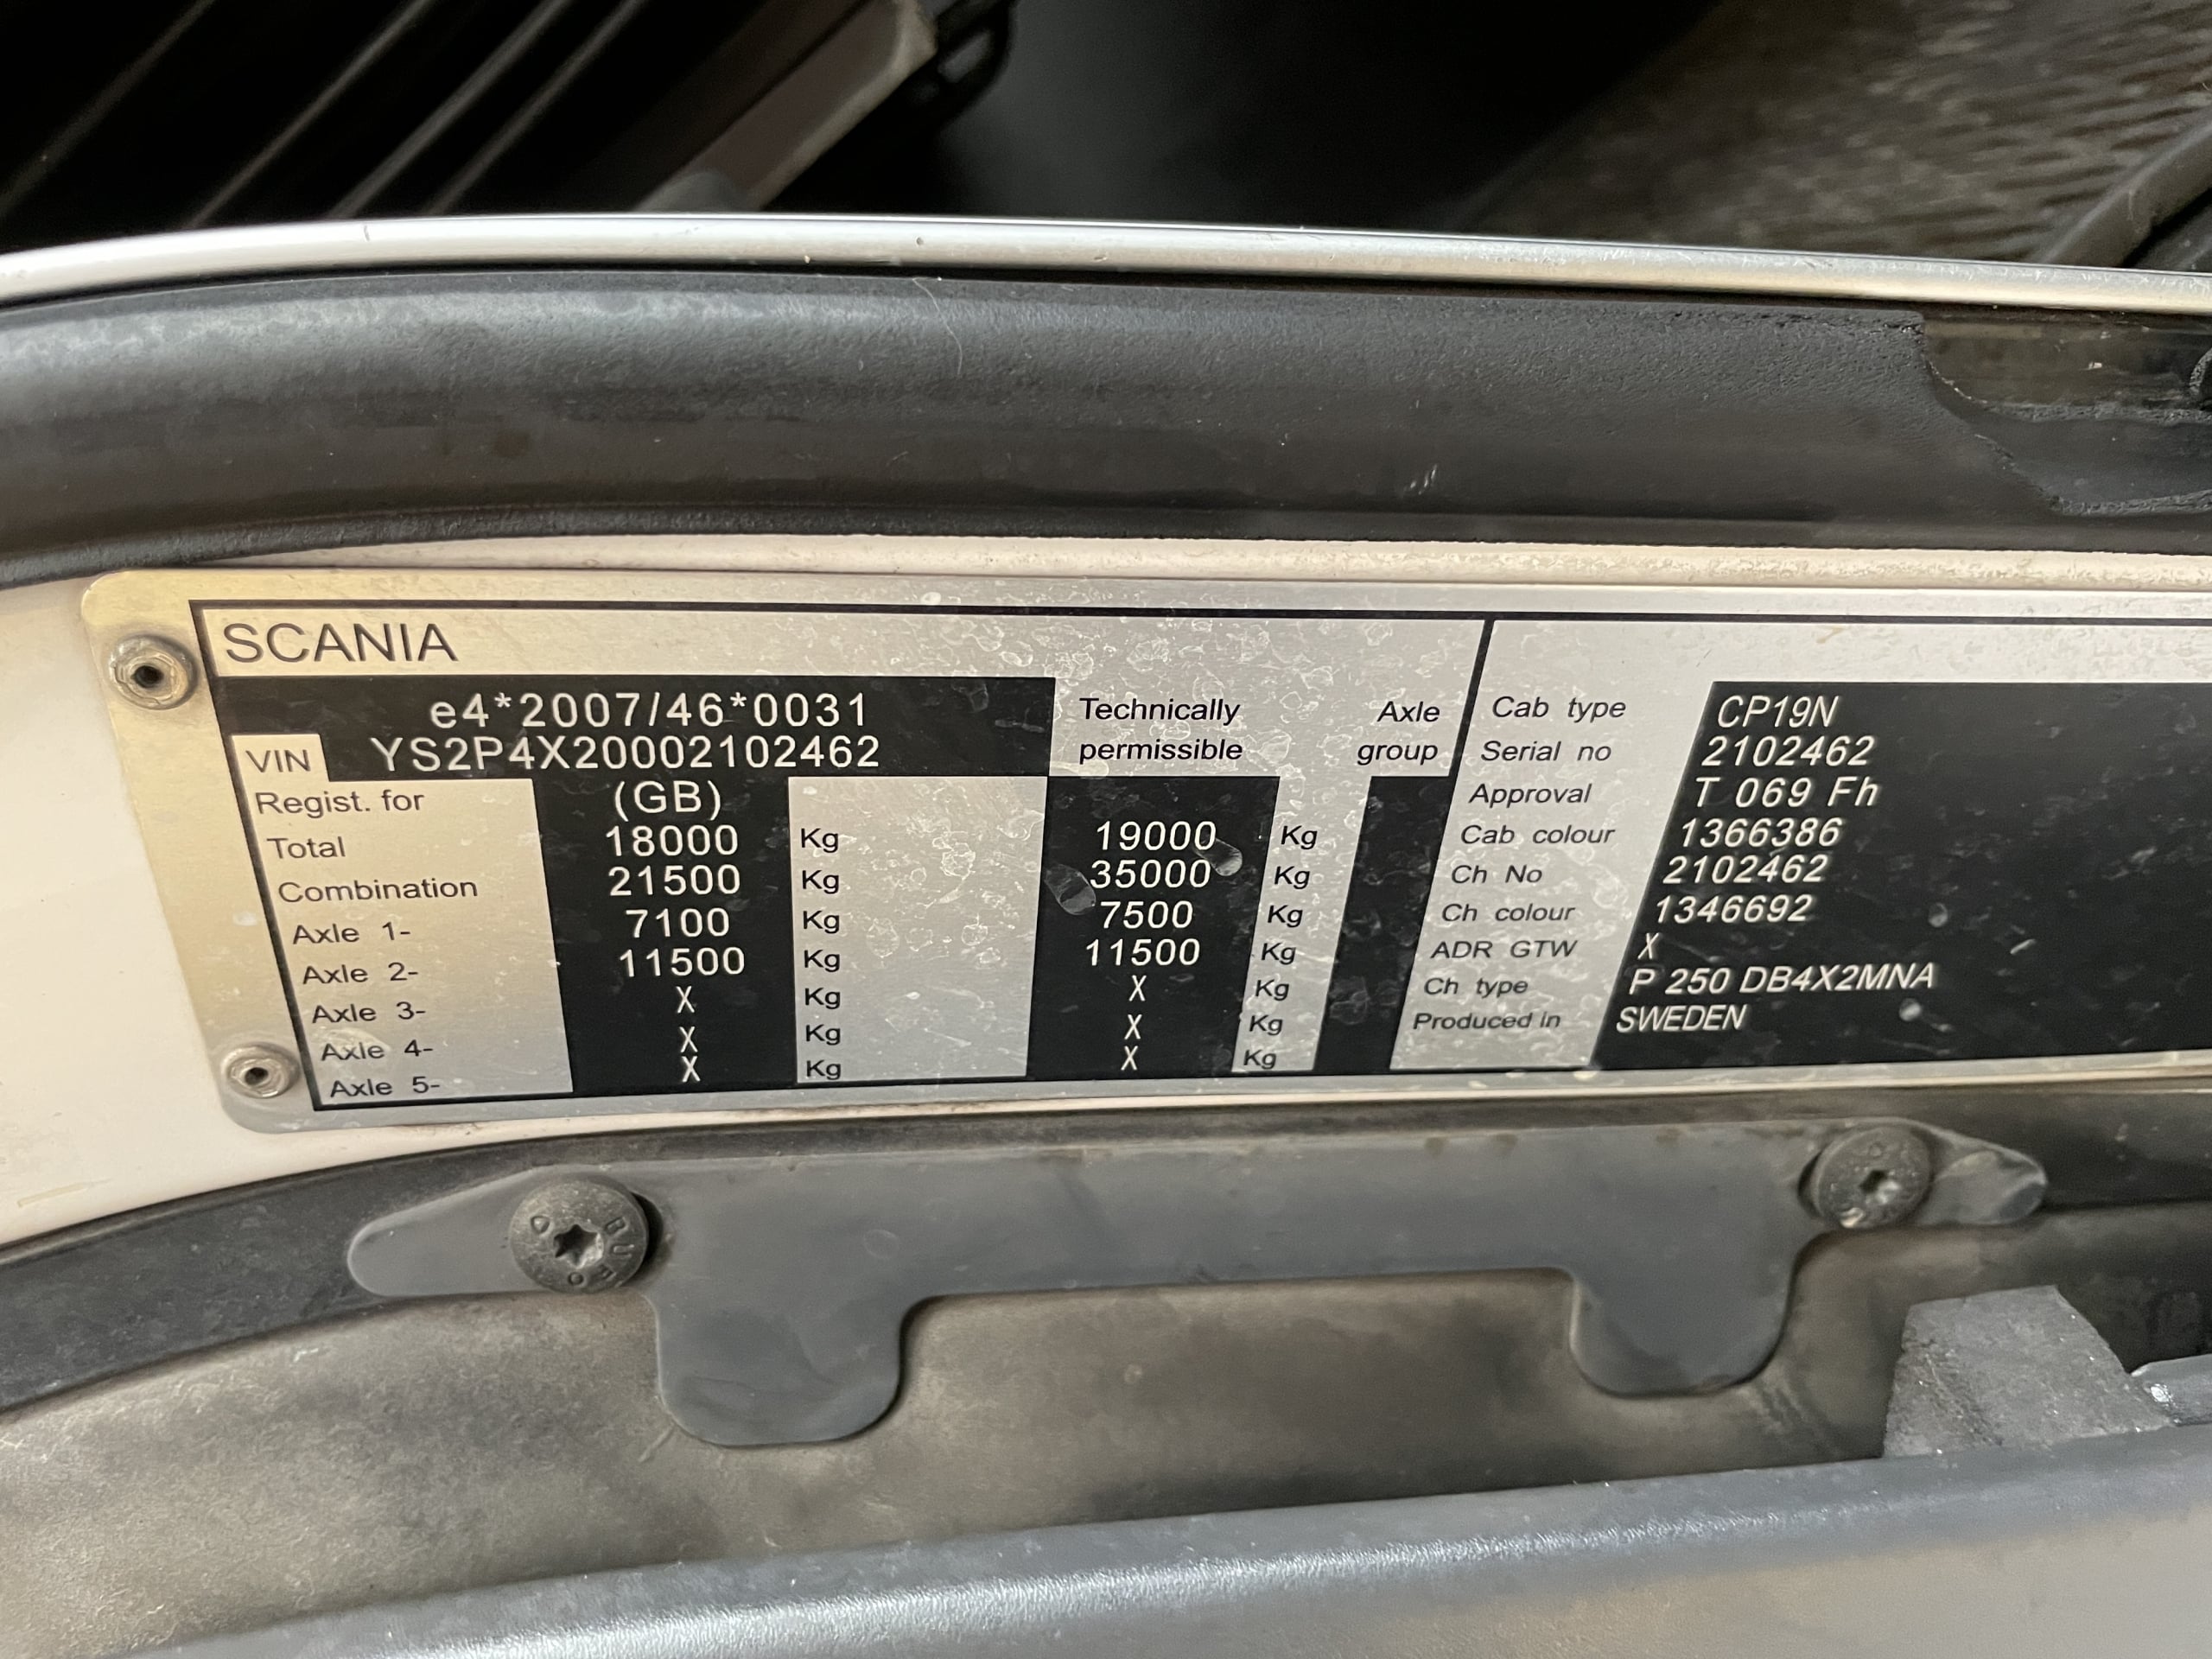 SCANIA
e4*2007/46*0031
VIN YS2P4X20002102462
Technically permissible
Axle group
Regist. for (GB)
Total 18000 Kg 19000 Kg
Combination 21500 Kg 35000 Kg
Axle 1- 7100 Kg 7500 Kg
Axle 2- 11500 Kg 11500 Kg
Axle 3- X Kg X Kg
Axle 4- X Kg X Kg
Axle 5- X Kg X Kg
Cab type CP19N
Serial no 2102462
Approval T 069 Fh
Cab colour 1366386
Ch No 2102462
Ch colour 1346692
ADR GTW X
Ch type P 250 DB4X2MNA
Produced in SWEDEN